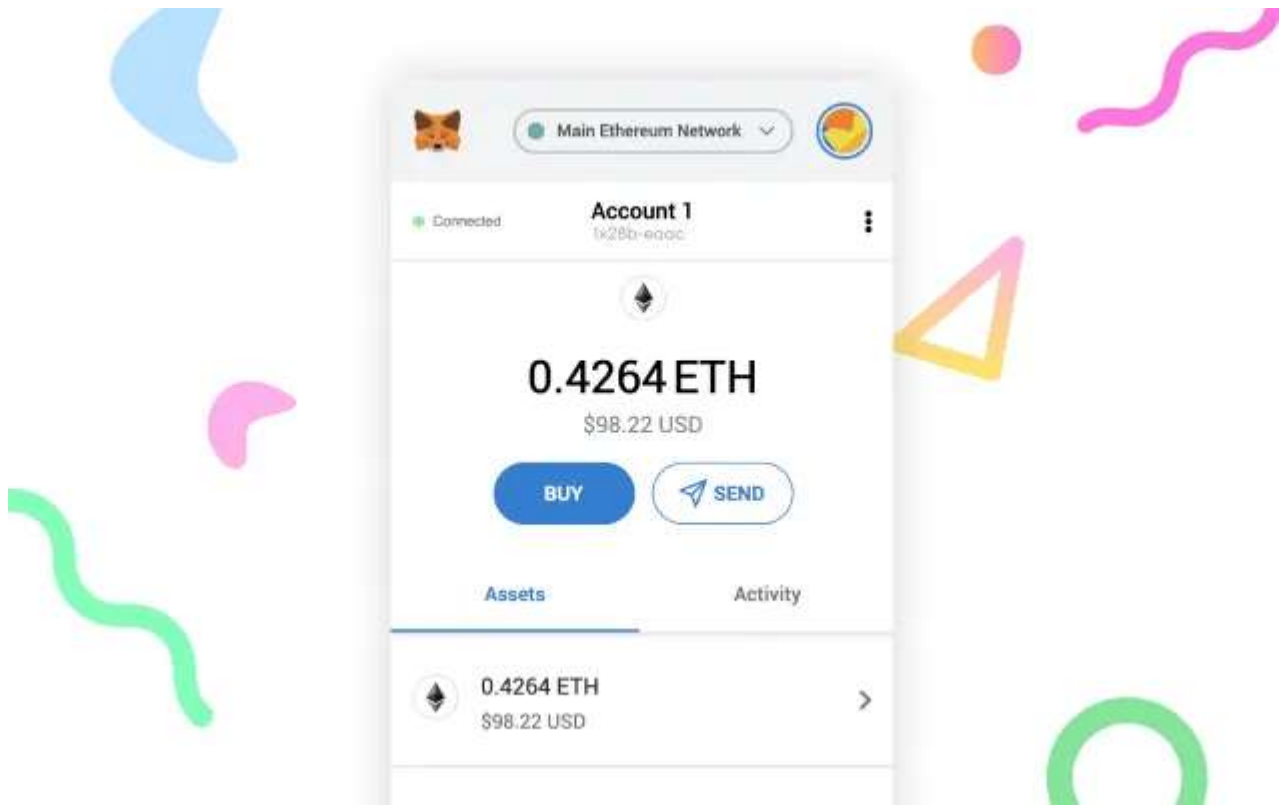 Main Ethereum Network
Connected
Account 1
BUY
SEND
0.4264 ETH
$98.22 USD
Assets
Activity
0.4264 ETH
$98.22 USD